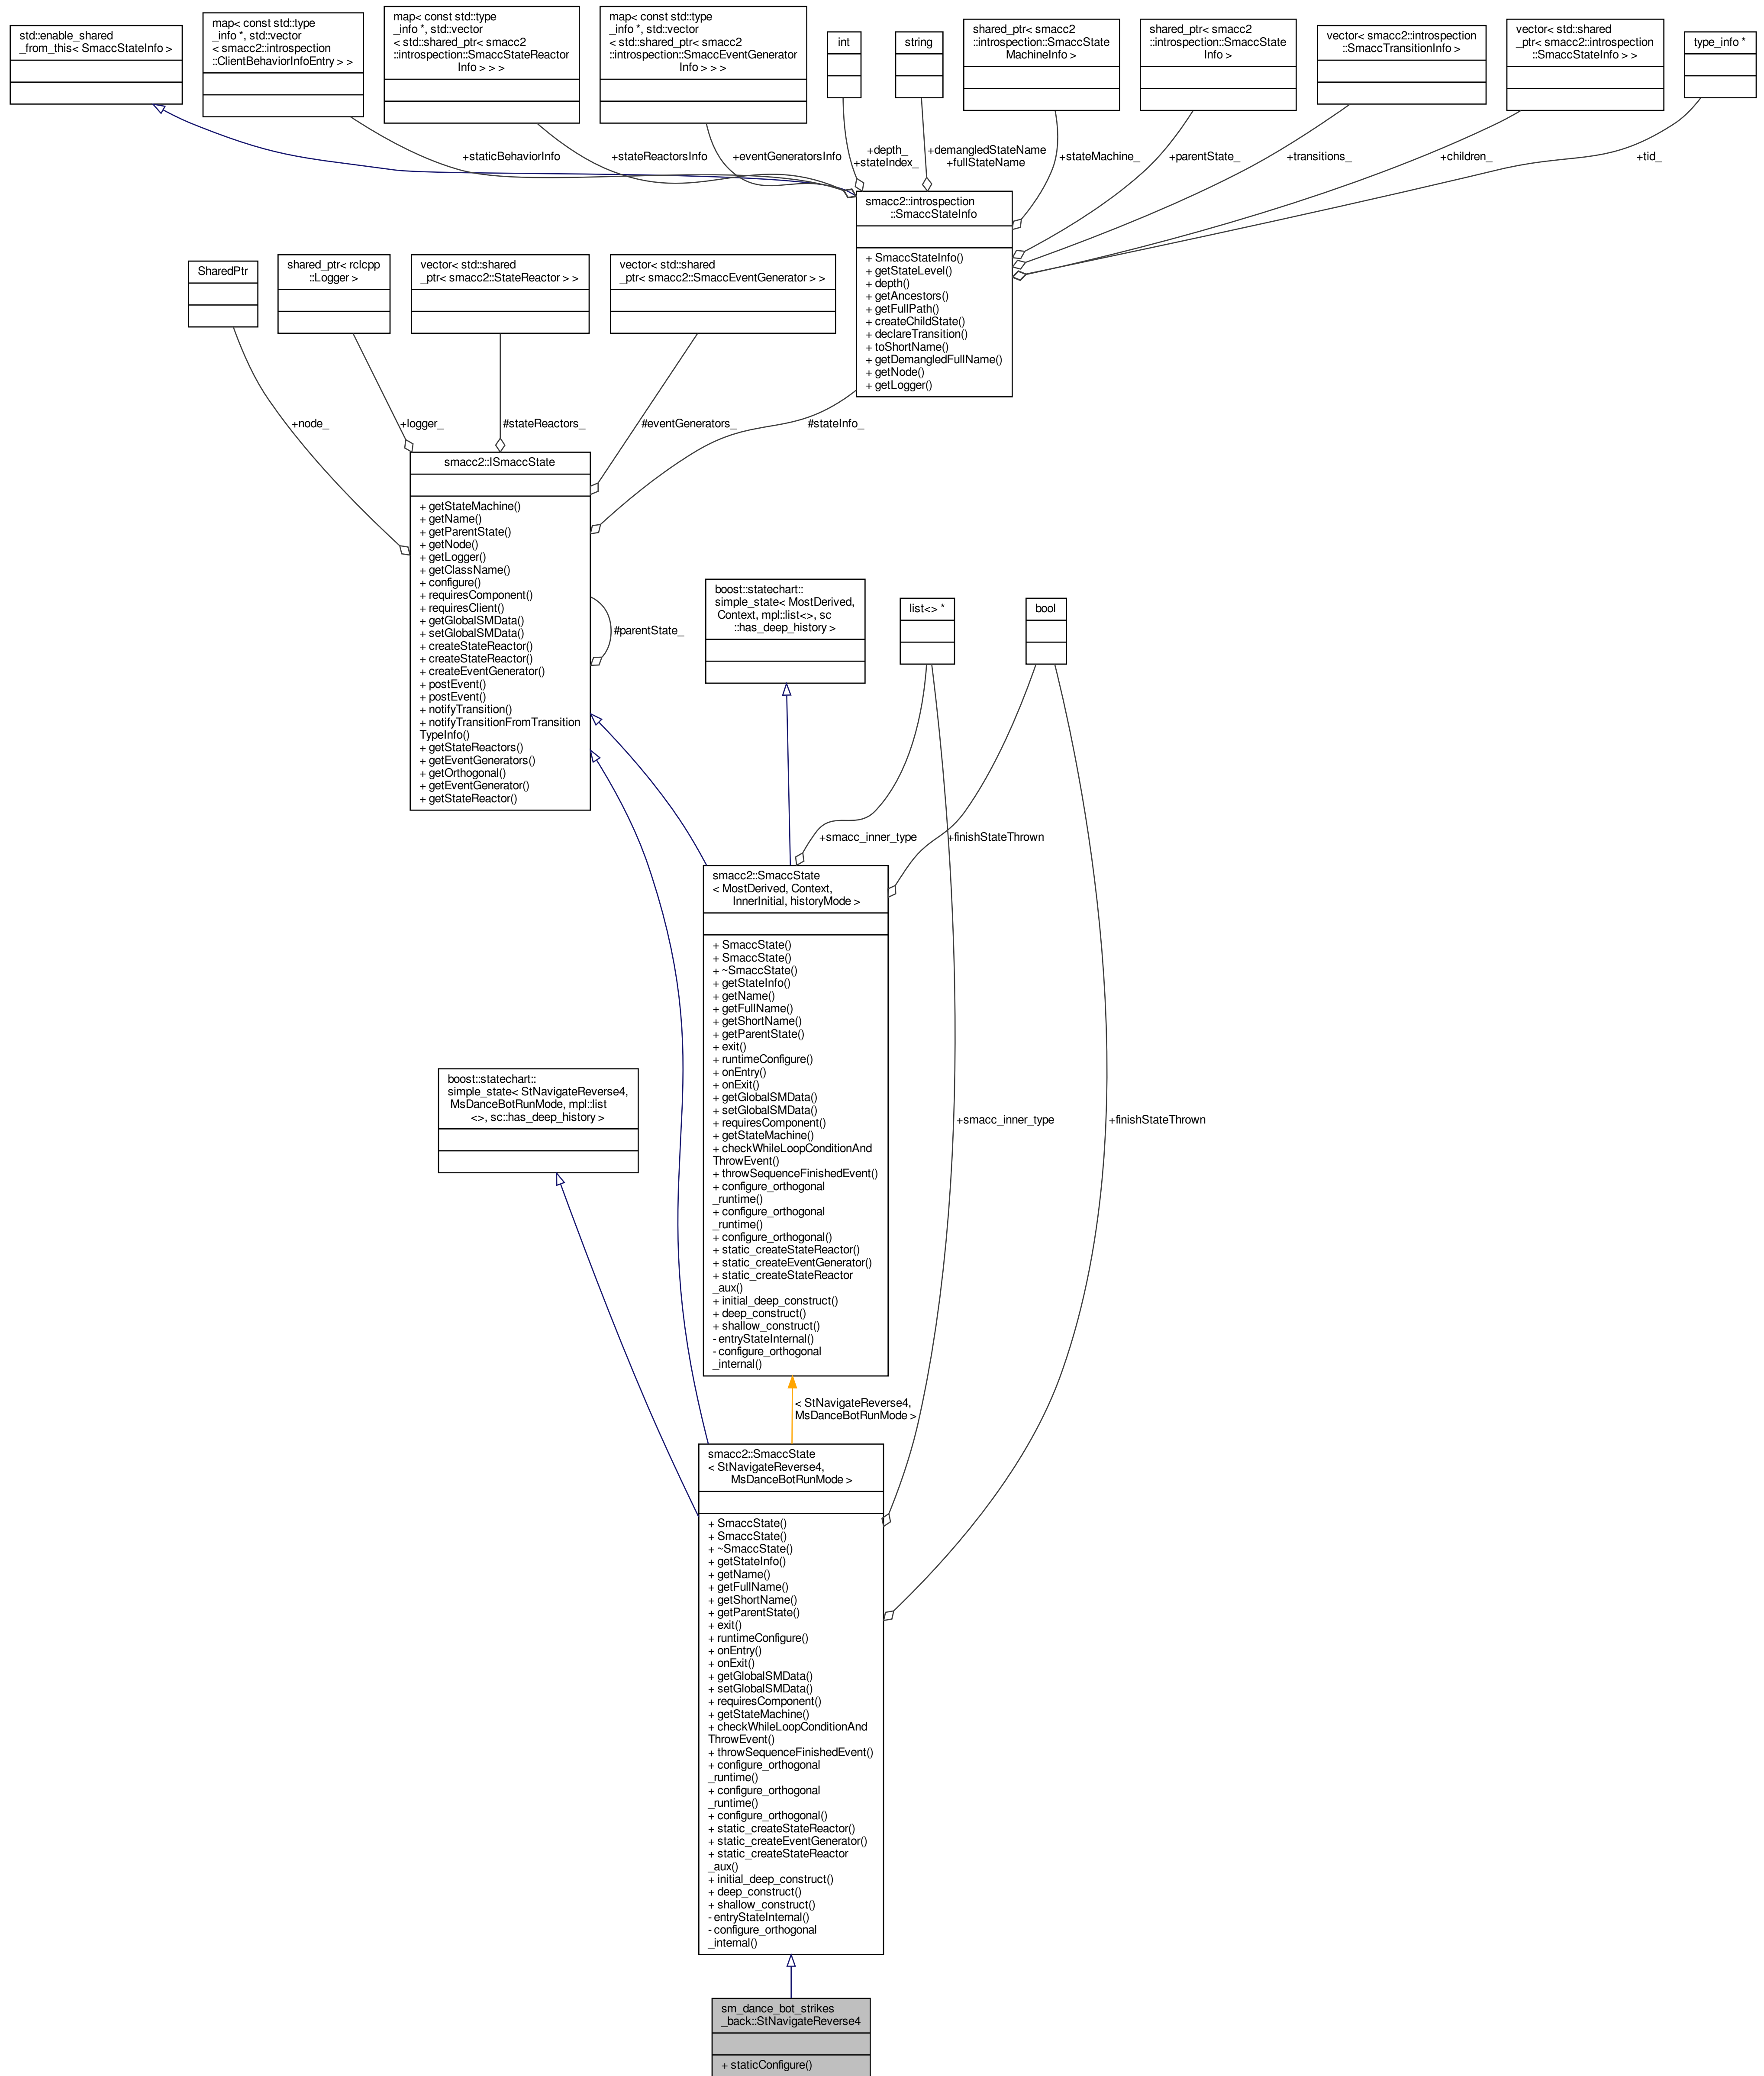 std::enable_shared
_from_this< SmaccStateInfo >
map< const std::type
_info *, std::vector
< smacc2::introspection
::ClientBehaviorInfoEntry > >
map< const std::type
_info *, std::vector
< std::shared_ptr< smacc2
::introspection::SmaccStateReactor
Info > > >
map< const std::type
_info *, std::vector
< std::shared_ptr< smacc2
::introspection::SmaccEventGenerator
Info > > >
int
string
shared_ptr< smacc2
::introspection::SmaccState
MachineInfo >
shared_ptr< smacc2
::introspection::SmaccState
Info >
vector< smacc2::introspection
::SmaccTransitionInfo >
vector< std::shared
_ptr< smacc2::introspection
::SmaccStateInfo > >
type_info *
+staticBehaviorInfo
+stateReactorsInfo
+eventGeneratorsInfo
+depth_
+stateIndex_
+demangledStateName
+fullStateName
+stateMachine_
+parentState_
+transitions_
+children_
+tid_
smacc2::introspection
::SmaccStateInfo
+ SmaccStateInfo()
+ getStateLevel()
+ depth()
+ getAncestors()
+ getFullPath()
+ createChildState()
+ declareTransition()
+ toShortName()
+ getDemangledFullName()
+ getNode()
+ getLogger()
SharedPtr
shared_ptr< rclcpp
::Logger >
vector< std::shared
_ptr< smacc2::StateReactor > >
vector< std::shared
_ptr< smacc2::SmaccEventGenerator > >
+node_
+logger_
#stateReactors_
#eventGenerators_
#stateInfo_
smacc2::ISmaccState
+ getStateMachine()
+ getName()
+ getParentState()
+ getNode()
+ getLogger()
+ getClassName()
+ configure()
+ requiresComponent()
+ requiresClient()
+ getGlobalSMData()
+ setGlobalSMData()
+ createStateReactor()
+ createStateReactor()
+ createEventGenerator()
+ postEvent()
+ postEvent()
+ notifyTransition()
+ notifyTransitionFromTransition
TypeInfo()
+ getStateReactors()
+ getEventGenerators()
+ getOrthogonal()
+ getEventGenerator()
+ getStateReactor()
#parentState_
boost::statechart::
simple_state< MostDerived,
Context, mpl::list<>, sc
::has_deep_history >
list<> *
bool
+smacc_inner_type
+finishStateThrown
smacc2::SmaccState
< MostDerived, Context,
InnerInitial, historyMode >
+ SmaccState()
+ SmaccState()
+ ~SmaccState()
+ getStateInfo()
+ getName()
+ getFullName()
+ getShortName()
+ getParentState()
+ exit()
+ runtimeConfigure()
+ onEntry()
+ onExit()
+ getGlobalSMData()
+ setGlobalSMData()
+ requiresComponent()
+ getStateMachine()
+ checkWhileLoopConditionAnd
ThrowEvent()
+ throwSequenceFinishedEvent()
+ configure_orthogonal
_runtime()
+ configure_orthogonal
_runtime()
+ configure_orthogonal()
+ static_createStateReactor()
+ static_createEventGenerator()
+ static_createStateReactor
_aux()
+ initial_deep_construct()
+ deep_construct()
+ shallow_construct()
- entryStateInternal()
- configure_orthogonal
_internal()
boost::statechart::
simple_state< StNavigateReverse4,
MsDanceBotRunMode, mpl::list
<>, sc::has_deep_history >
+smacc_inner_type
+finishStateThrown
< StNavigateReverse4,
MsDanceBotRunMode >
smacc2::SmaccState
< StNavigateReverse4,
MsDanceBotRunMode >
+ SmaccState()
+ SmaccState()
+ ~SmaccState()
+ getStateInfo()
+ getName()
+ getFullName()
+ getShortName()
+ getParentState()
+ exit()
+ runtimeConfigure()
+ onEntry()
+ onExit()
+ getGlobalSMData()
+ setGlobalSMData()
+ requiresComponent()
+ getStateMachine()
+ checkWhileLoopConditionAnd
ThrowEvent()
+ throwSequenceFinishedEvent()
+ configure_orthogonal
_runtime()
+ configure_orthogonal
_runtime()
+ configure_orthogonal()
+ static_createStateReactor()
+ static_createEventGenerator()
+ static_createStateReactor
_aux()
+ initial_deep_construct()
+ deep_construct()
+ shallow_construct()
- entryStateInternal()
- configure_orthogonal
_internal()
sm_dance_bot_strikes
_back::StNavigateReverse4
+ staticConfigure()